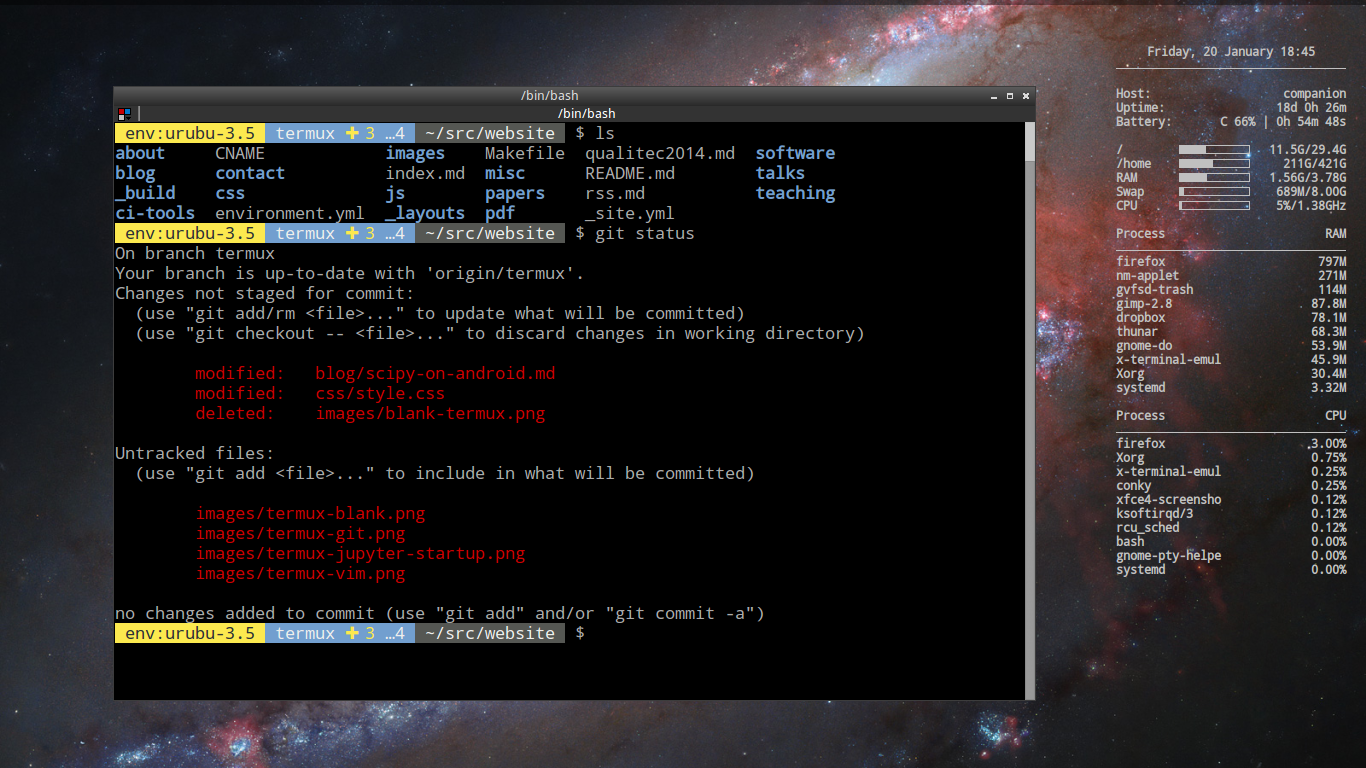 /bin/bash
/bin/bash
env:urubu-3.5 termux ✚ 3 …4 ~/src/website $ ls
about CNAME images Makefile qualitec2014.md software
blog contact index.md misc README.md talks
_build css js papers rss.md teaching
ci-tools environment.yml _layouts pdf _site.yml
env:urubu-3.5 termux ✚ 3 …4 ~/src/website $ git status
On branch termux
Your branch is up-to-date with 'origin/termux'.
Changes not staged for commit:
(use "git add/rm <file>..." to update what will be committed)
(use "git checkout -- <file>..." to discard changes in working directory)
modified: blog/scipy-on-android.md
modified: css/style.css
deleted: images/blank-termux.png
Untracked files:
(use "git add <file>..." to include in what will be committed)
images/termux-blank.png
images/termux-git.png
images/termux-jupyter-startup.png
images/termux-vim.png
no changes added to commit (use "git add" and/or "git commit -a")
env:urubu-3.5 termux ✚ 3 …4 ~/src/website $
Friday, 20 January 18:45
Host: companion
Uptime: 18d 0h 26m
Battery: C 66% | 0h 54m 48s
/ 11.5G/29.4G
/home 211G/421G
RAM 1.56G/3.78G
Swap 689M/8.00G
CPU 5%/1.38GHz
Process RAM
firefox 797M
nm-applet 271M
gvfsd-trash 114M
gimp-2.8 87.8M
dropbox 78.1M
thunar 68.3M
gnome-do 53.9M
x-terminal-emul 45.9M
Xorg 30.4M
systemd 3.32M
Process CPU
firefox 3.00%
Xorg 0.75%
x-terminal-emul 0.25%
conky 0.25%
xfce4-screensho 0.12%
ksoftirqd/3 0.12%
rcu_sched 0.12%
bash 0.00%
gnome-pty-helpe 0.00%
systemd 0.00%